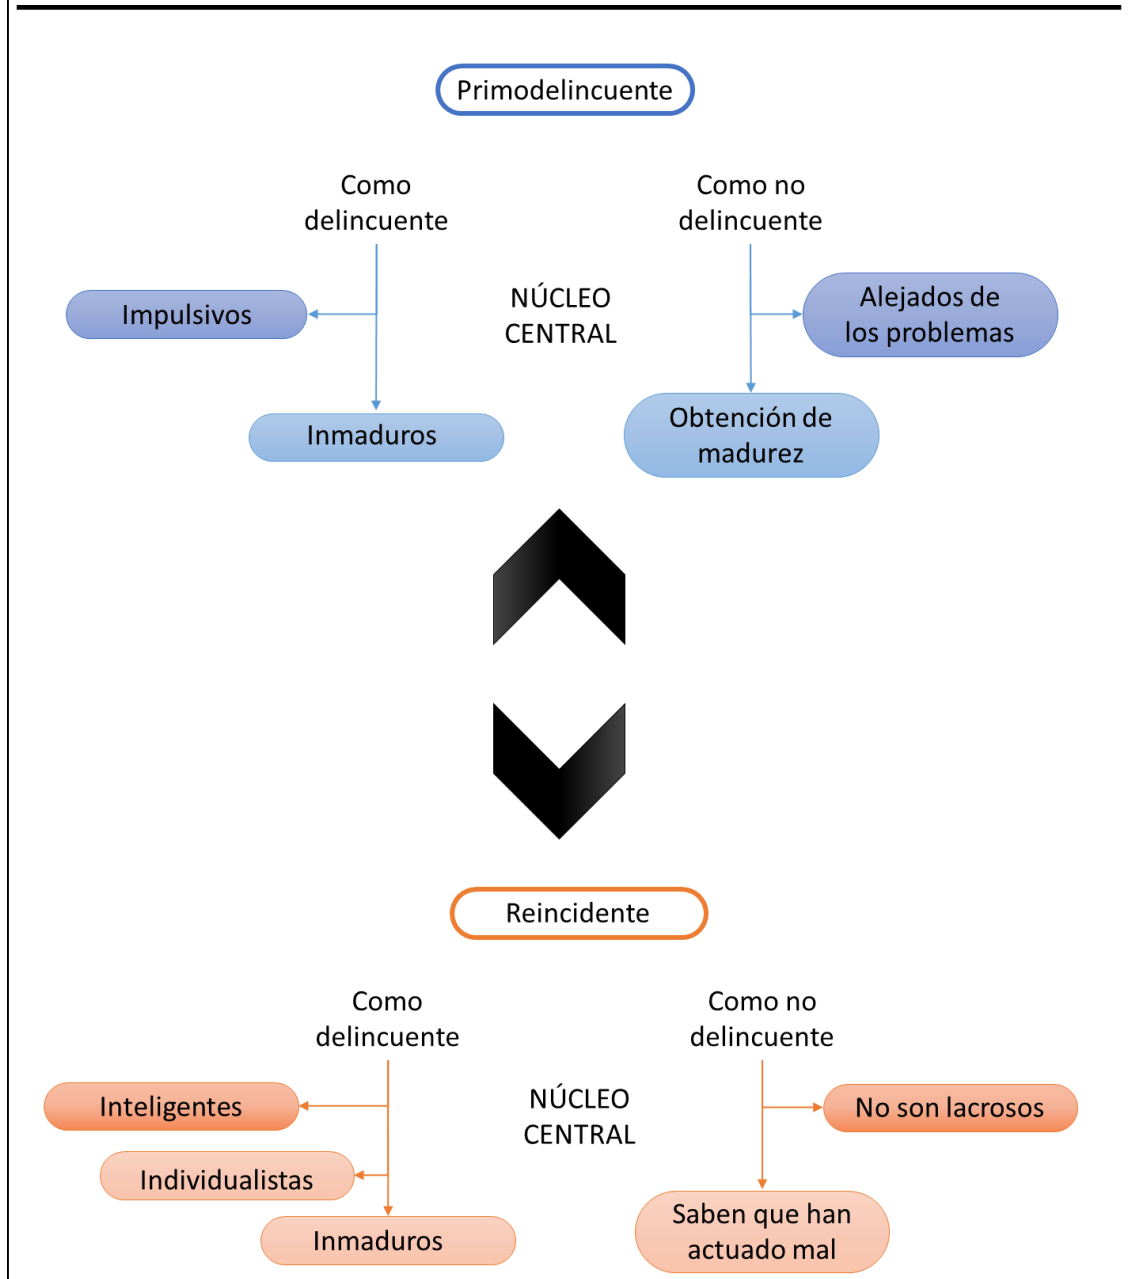 Primodelincuente
Como
delincuente
Como no
delincuente
Impulsivos
NÚCLEO
CENTRAL
Alejados de
los problemas
Inmaduros
Obtención de
madurez
Reincidente
Como
delincuente
Como no
delincuente
Inteligentes
NÚCLEO
CENTRAL
No son lacrosos
Individualistas
Inmaduros
Saben que han
actuado mal